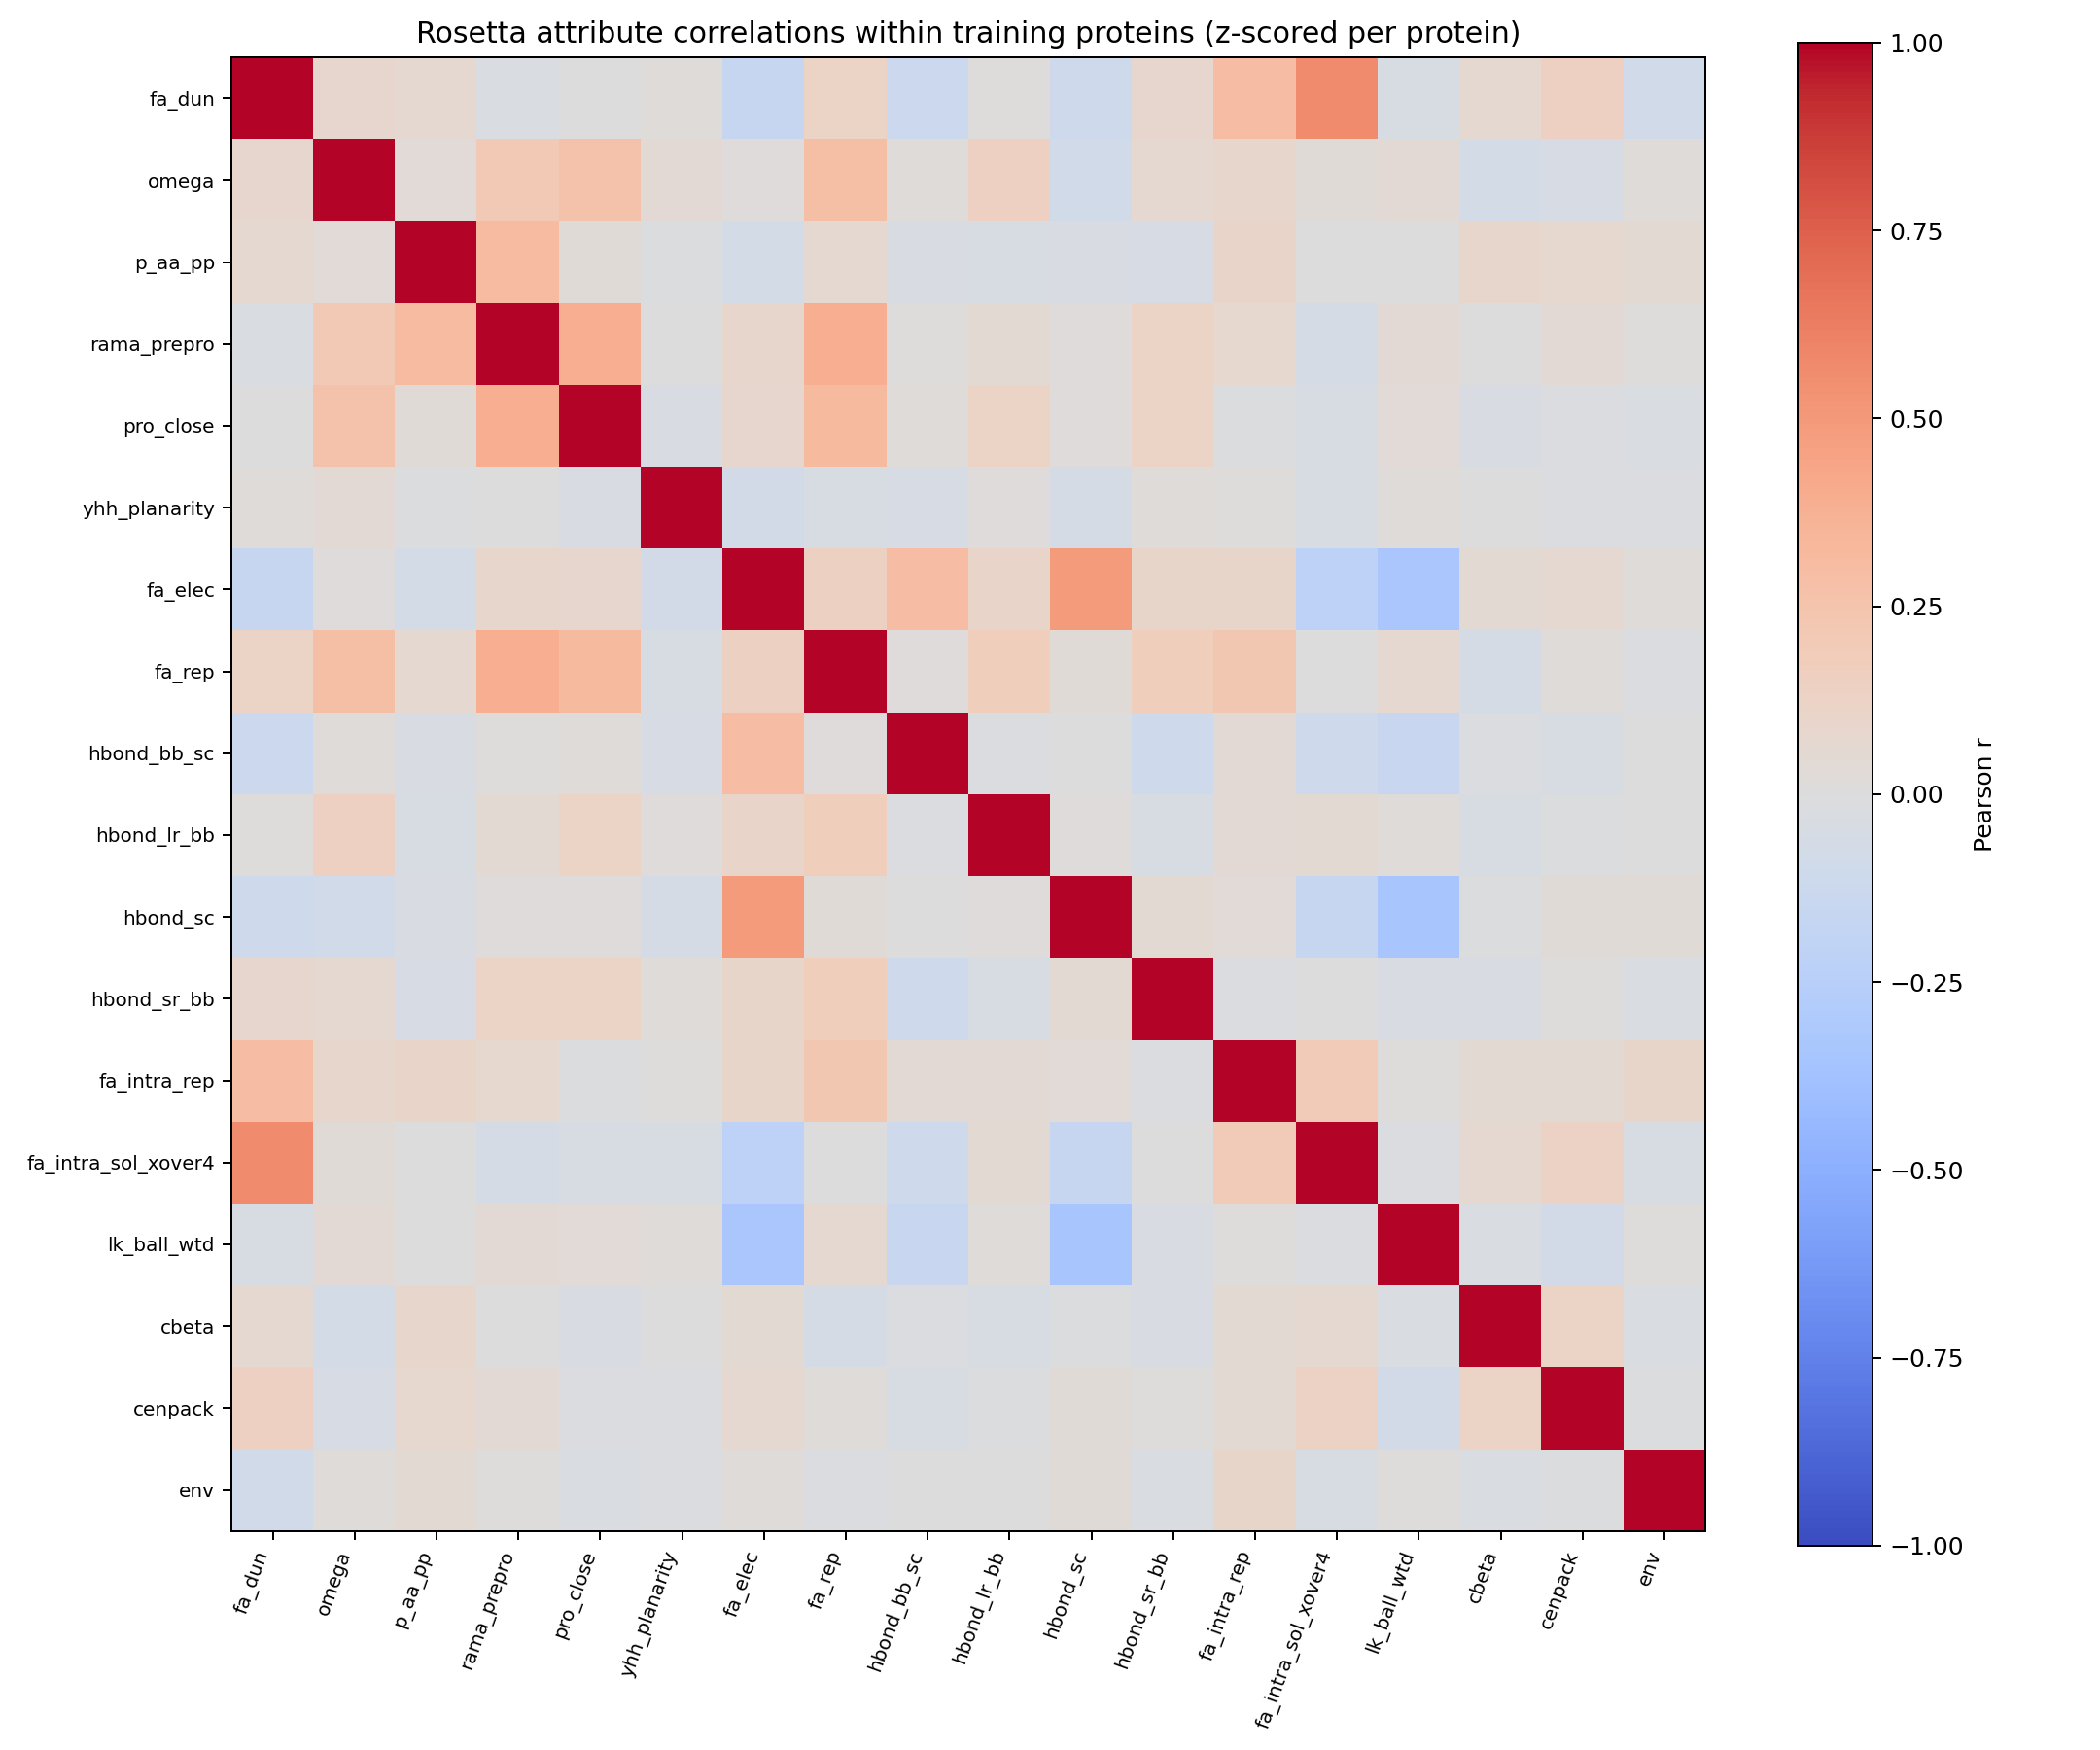 Rosetta attribute correlations within training proteins (z-scored per protein)
fa_dun
omega
p_aa_pp
rama_prepro
pro_close
yhh_planarity
fa_elec
fa_rep
hbond_bb_sc
hbond_lr_bb
hbond_sc
hbond_sr_bb
fa_intra_rep
fa_intra_sol_xover4
lk_ball_wtd
cbeta
cenpack
env
fa_dun
omega
p_aa_pp
rama_prepro
pro_close
yhh_planarity
fa_elec
fa_rep
hbond_bb_sc
hbond_lr_bb
hbond_sc
hbond_sr_bb
fa_intra_rep
fa_intra_sol_xover4
lk_ball_wtd
cbeta
cenpack
env
1.00
0.75
0.50
0.25
0.00
−0.25
−0.50
−0.75
−1.00
Pearson r